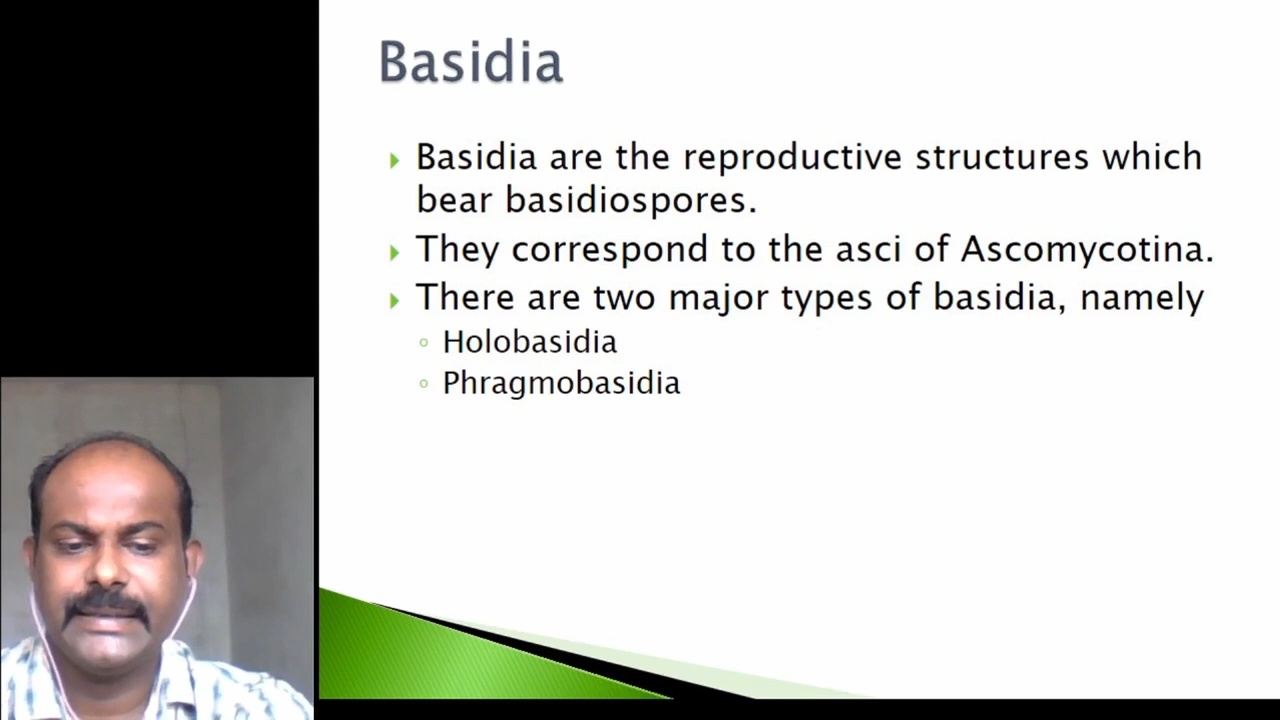 Basidia
Basidia are the reproductive structures which
bear basidiospores.
They correspond to the asci of Ascomycotina.
There are two major types of basidia, namely
Holobasidia
Phragmobasidia